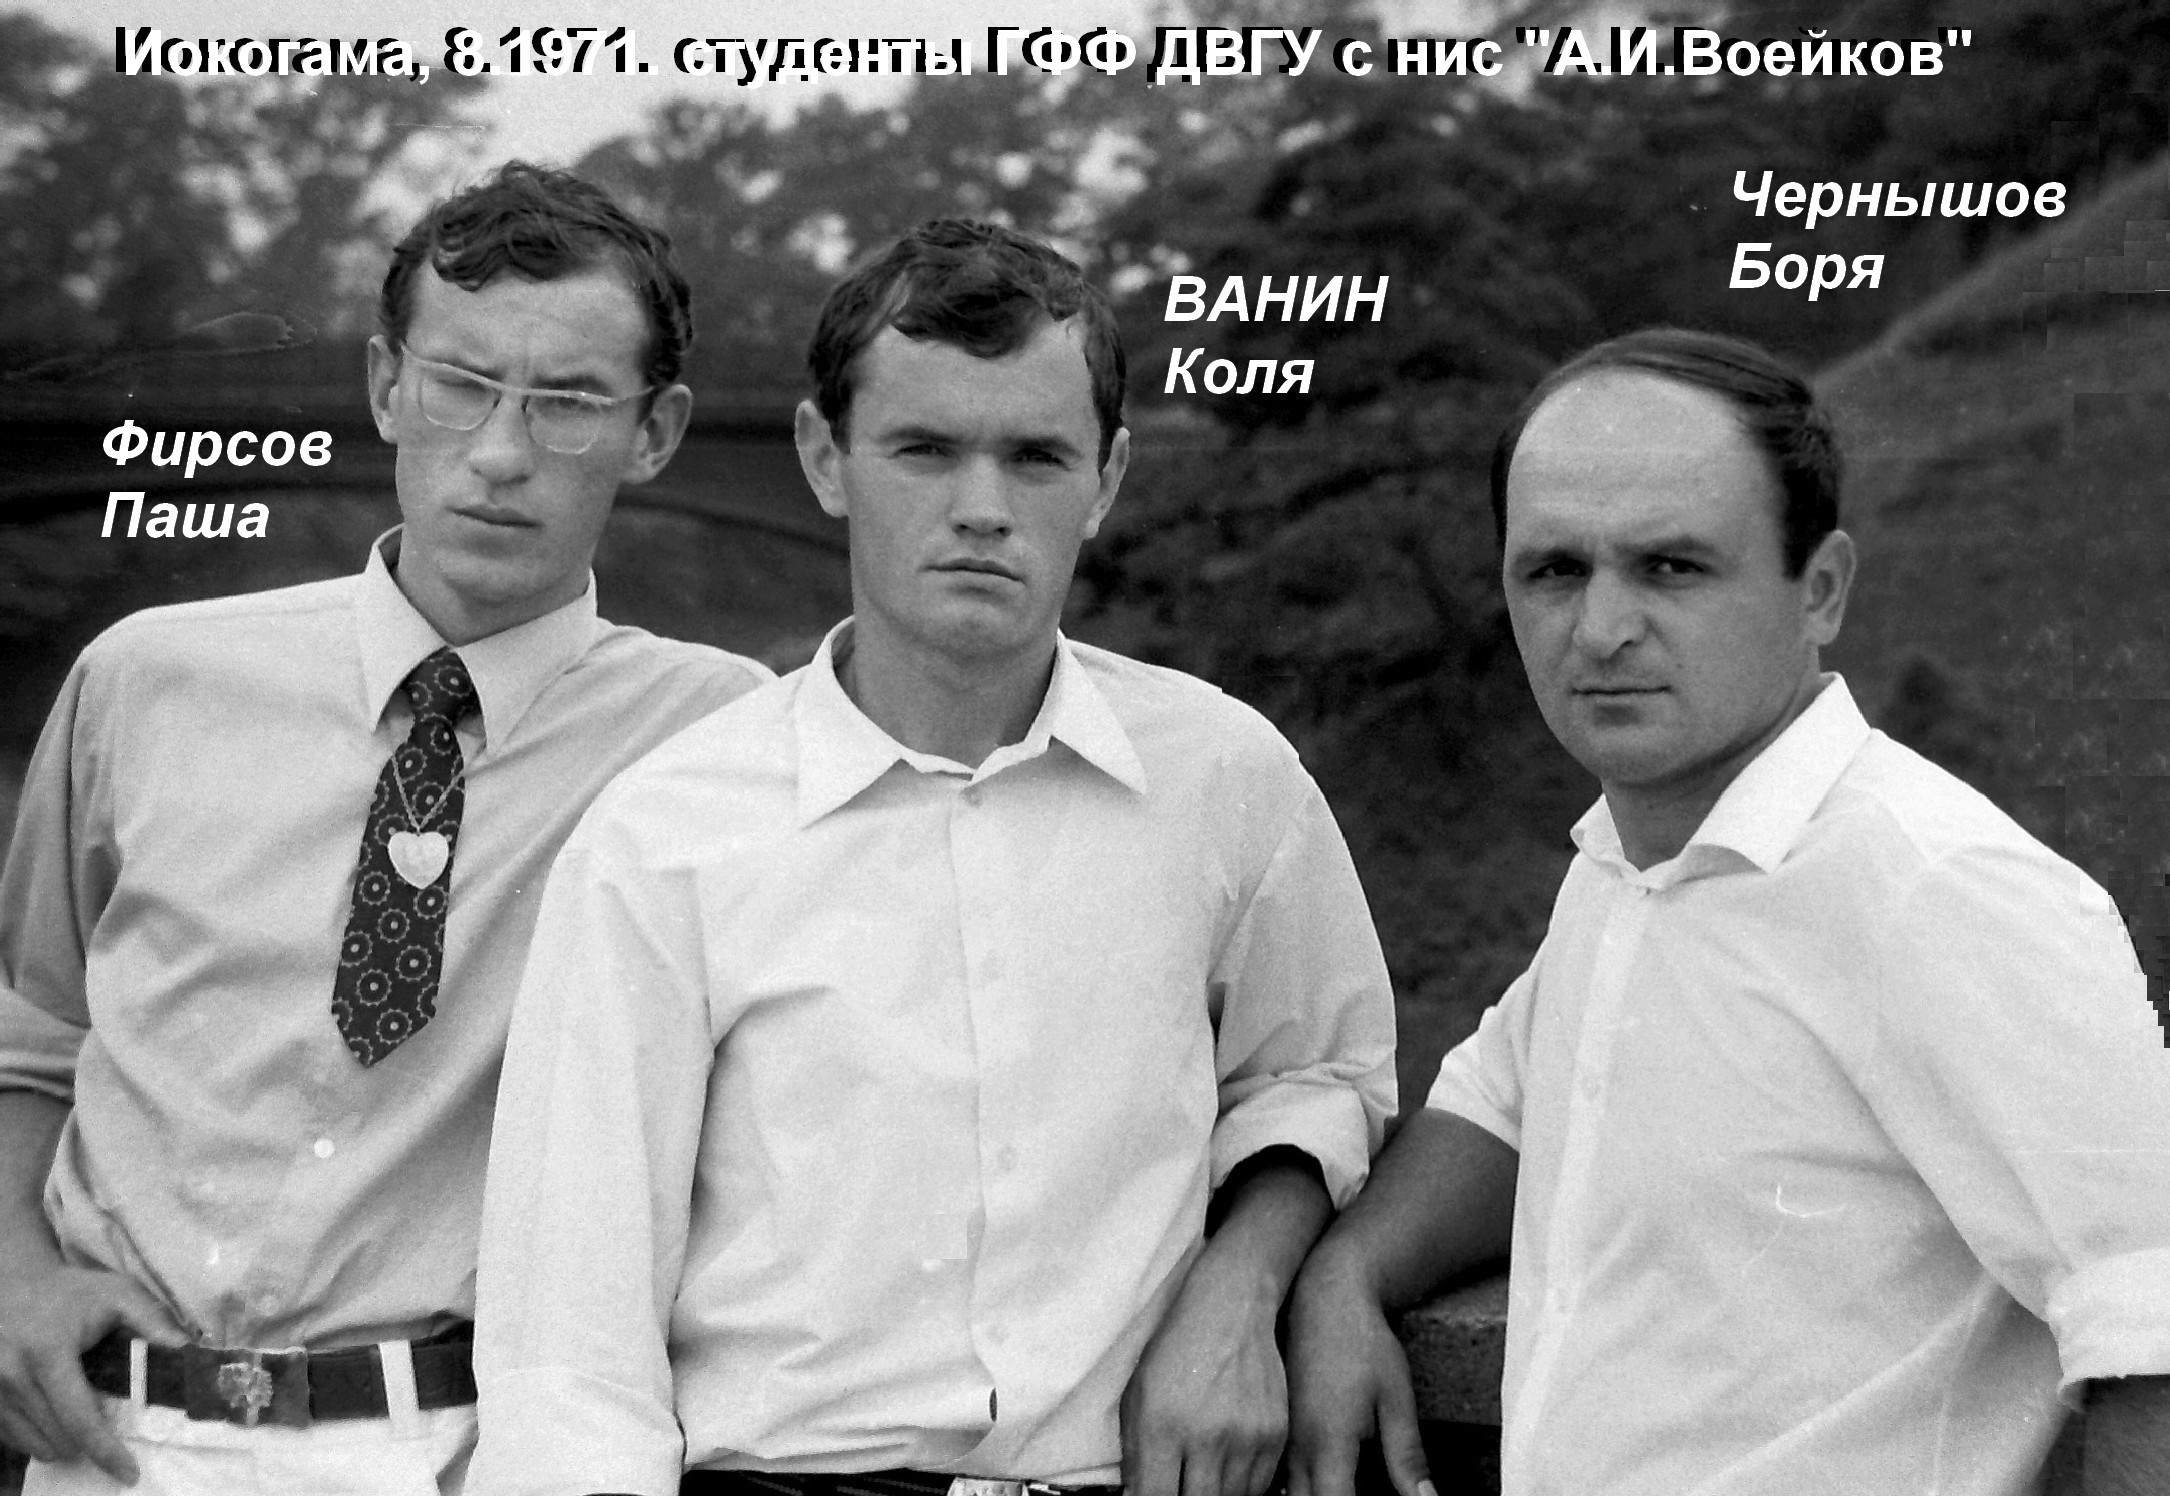 Иокогама, 8.1971. студенты ГФФ ДВГУ с нис "А.И.Воейков"
Чернышов
Боря
ВАНИН
Коля
Фирсов
Паша